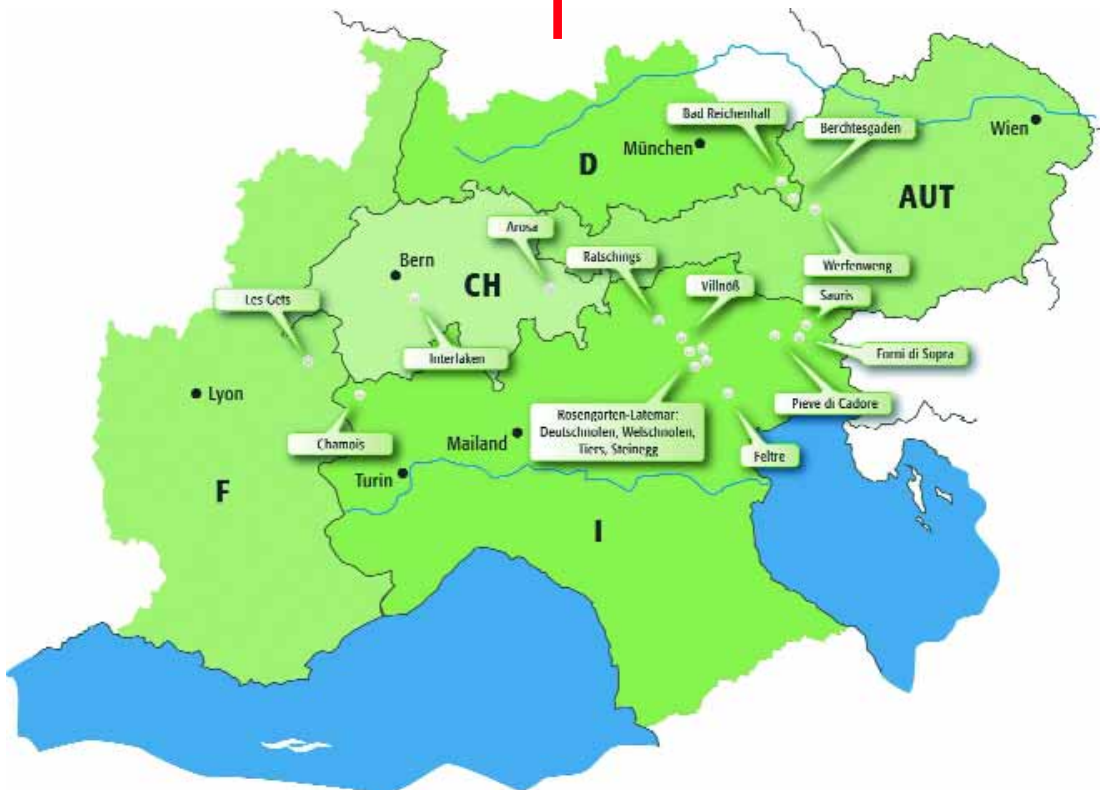 Bad Reichenhall
Berchtesgaden
Wien
München
D
AUT
Arosa
Ratschings
Werfenweng
Bern
CH
Villnöß
Sauris
Les Gets
Interlaken
Forni di Sopra
Lyon
Pieve di Cadore
Rosengarten-Latemar:
Deutschnofen, Welschnofen,
Tiers, Steinegg
Chamois
Mailand
Feltre
Turin
F
I